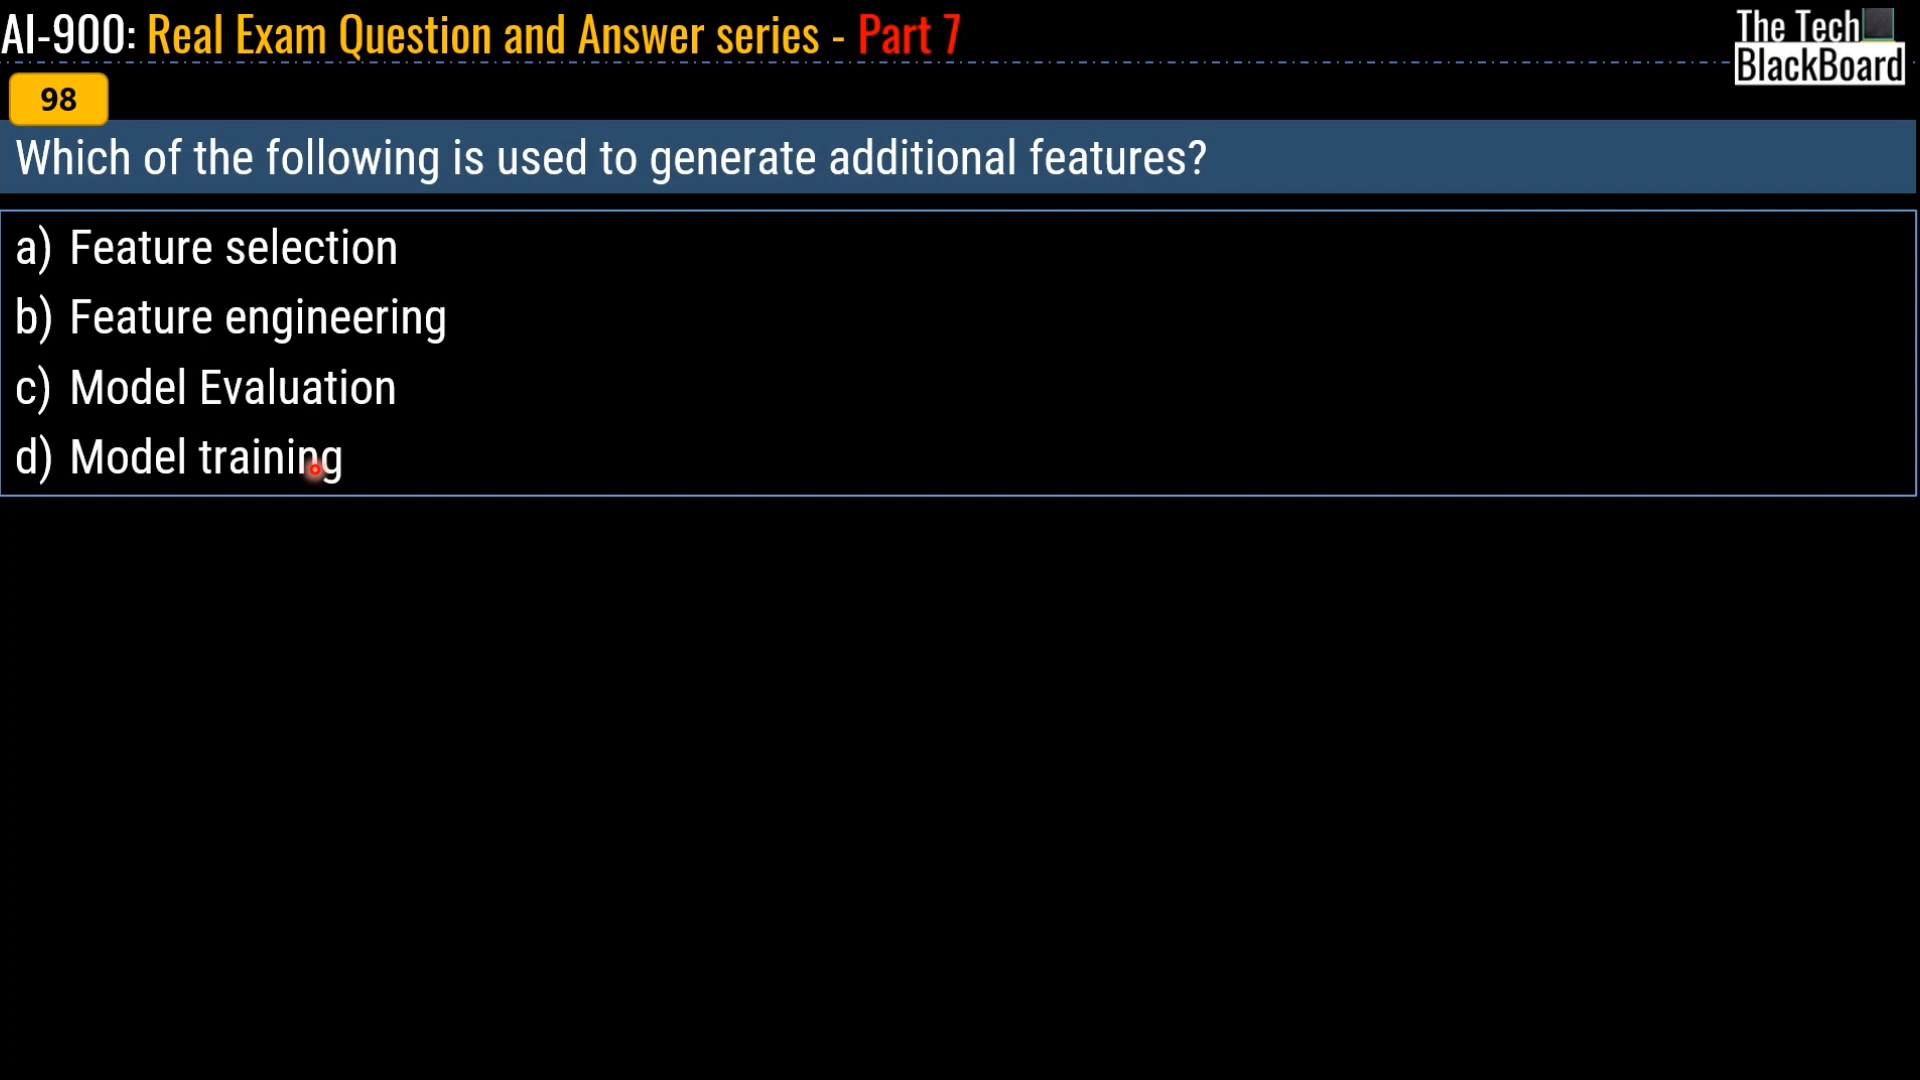 AI-900: Real Exam Question and Answer series - Part 7
The Tech
BlackBoard
98
Which of the following is used to generate additional features?
a) Feature selection
b) Feature engineering
c) Model Evaluation
d) Model training